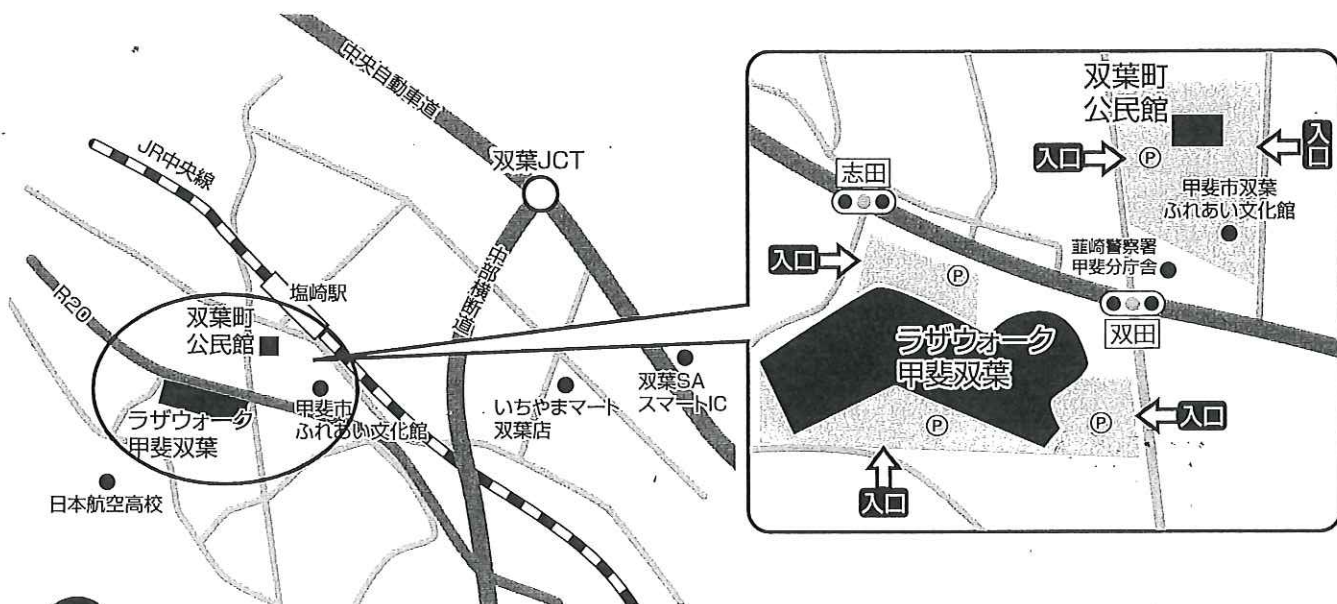 中央自動車道
JR中央線
双葉JCT
中部横断道
塩崎駅
R20
双葉町
公民館
ラザウォーク
甲斐双葉
甲斐市
ふれあい文化館
いちやまマート
双葉店
双葉SA
スマートIC
日本航空高校
双葉町
公民館
入口
P
入口
志田
甲斐市双葉
ふれあい文化館
入口
P
韮崎警察署
甲斐分庁舎
双田
ラザウォーク
甲斐双葉
P
P
入口
入口